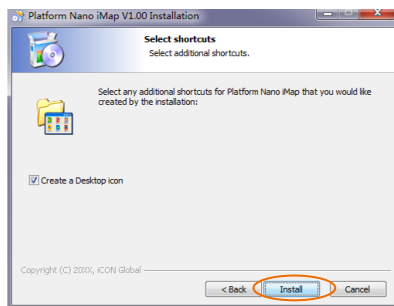 Platform Nano iMap V1.00 Installation
Select shortcuts
Select additional shortcuts.
Select any additional shortcuts for Platform Nano iMap that you would like
created by the installation:
Create a Desktop icon
Copyright (C) 20XX, iCON Global
< Back
Install
Cancel